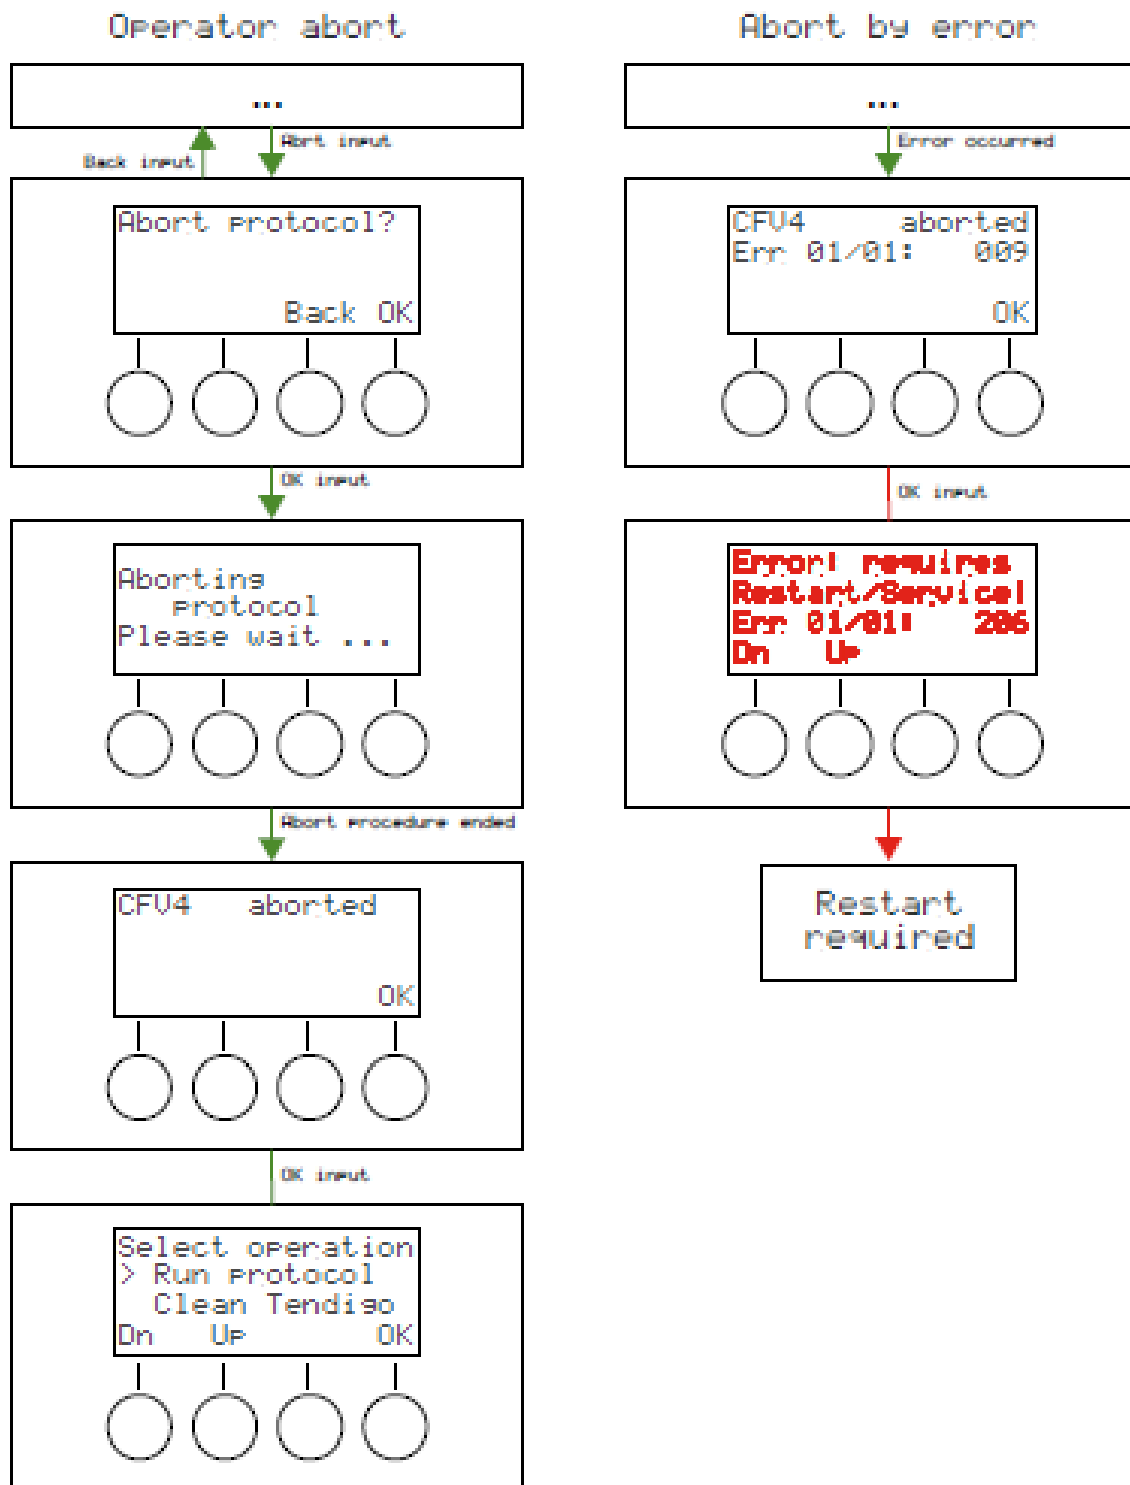 Operator abort
...
Abrt input
Back input
Abort protocol?
Back OK
OK input
Aborting
protocol
Please wait ...
Abort procedure ended
CFV4 aborted
OK
OK input
Select operation
> Run protocol
Clean Tendigo
Dn Up OK
Abort by error
...
Error occurred
CFV4 aborted
Err 01/01: 009
OK
OK input
Error! requires
Restart/Service!
Err 01/01: 206
Dn Up
Restart
required